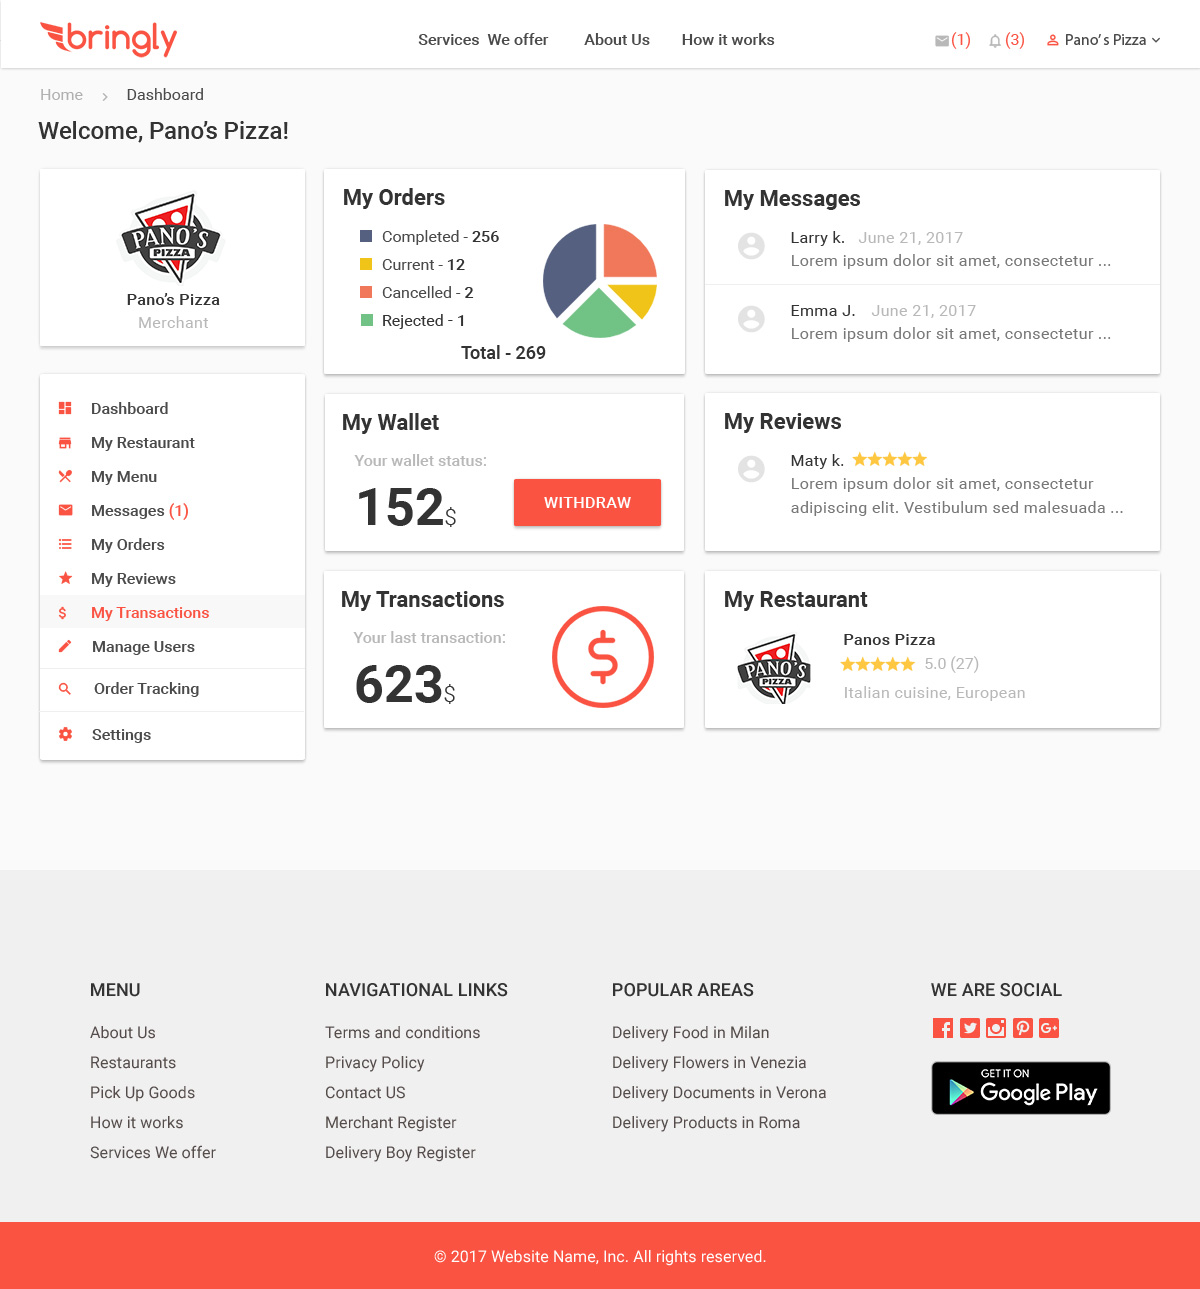 bringly
Services  We offer
About Us
How it works
(1)
(3)
Pano's Pizza
Home
Dashboard
Welcome, Pano's Pizza!
PANO'S
PIZZA
Pano's Pizza
Merchant
Dashboard
My Restaurant
My Menu
Messages (1)
My Orders
My Reviews
My Transactions
Manage Users
Order Tracking
Settings
My Orders
Completed - 256
Current - 12
Cancelled - 2
Rejected - 1
Total - 269
My Wallet
Your wallet status:
152$
WITHDRAW
My Transactions
Your last transaction:
623$
$
My Messages
Larry k. June 21, 2017
Lorem ipsum dolor sit amet, consectetur ...
Emma J. June 21, 2017
Lorem ipsum dolor sit amet, consectetur ...
My Reviews
Maty k.
Lorem ipsum dolor sit amet, consectetur
adipiscing elit. Vestibulum sed malesuada ...
My Restaurant
PANO'S
PIZZA
Panos Pizza
5.0 (27)
Italian cuisine, European
MENU
About Us
Restaurants
Pick Up Goods
How it works
Services We offer
NAVIGATIONAL LINKS
Terms and conditions
Privacy Policy
Contact US
Merchant Register
Delivery Boy Register
POPULAR AREAS
Delivery Food in Milan
Delivery Flowers in Venezia
Delivery Documents in Verona
Delivery Products in Roma
WE ARE SOCIAL
GET IT ON
Google Play
© 2017 Website Name, Inc. All rights reserved.